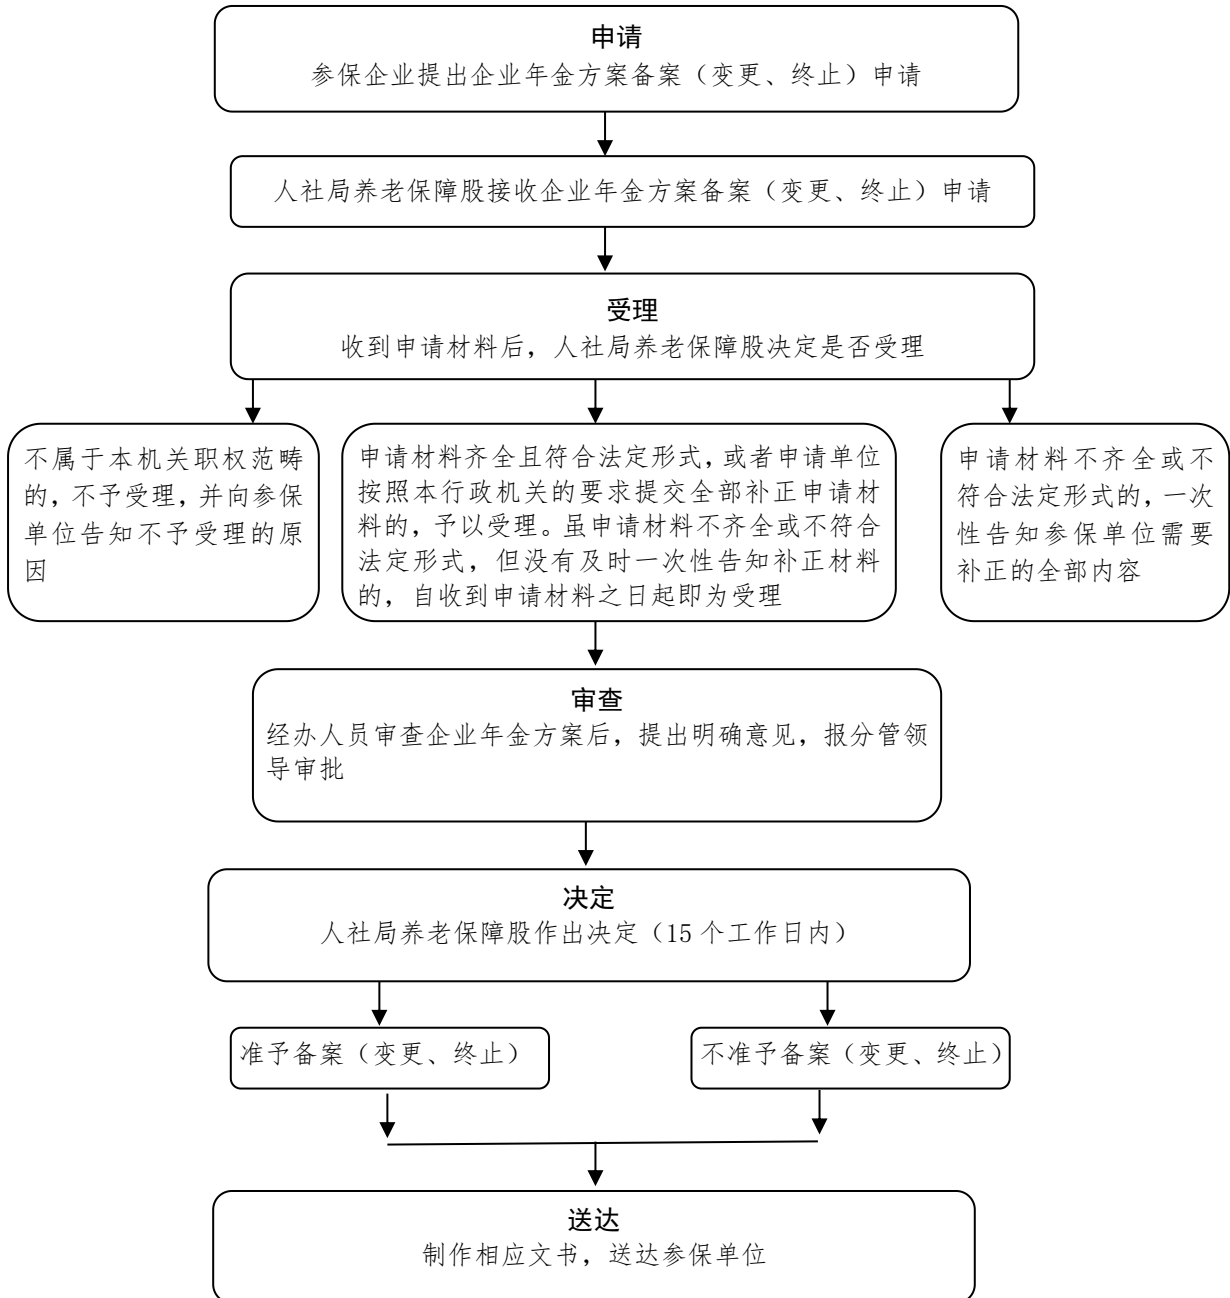 申请
参保企业提出企业年金方案备案（变更、终止）申请
人社局养老保障股接收企业年金方案备案（变更、终止）申请
受理
收到申请材料后，人社局养老保障股决定是否受理
不属于本机关职权范畴
的，不予受理，并向参保
单位告知不予受理的原
因
申请材料齐全且符合法定形式，或者申请单位
按照本行政机关的要求提交全部补正申请材
料的，予以受理。虽申请材料不齐全或不符合
法定形式，但没有及时一次性告知补正材料
的，自收到申请材料之日起即为受理
申请材料不齐全或不
符合法定形式的，一次
性告知参保单位需要
补正的全部内容
审查
经办人员审查企业年金方案后，提出明确意见，报分管领
导审批
决定
人社局养老保障股作出决定（15个工作日内）
准予备案（变更、终止）
不准予备案（变更、终止）
送达
制作相应文书，送达参保单位